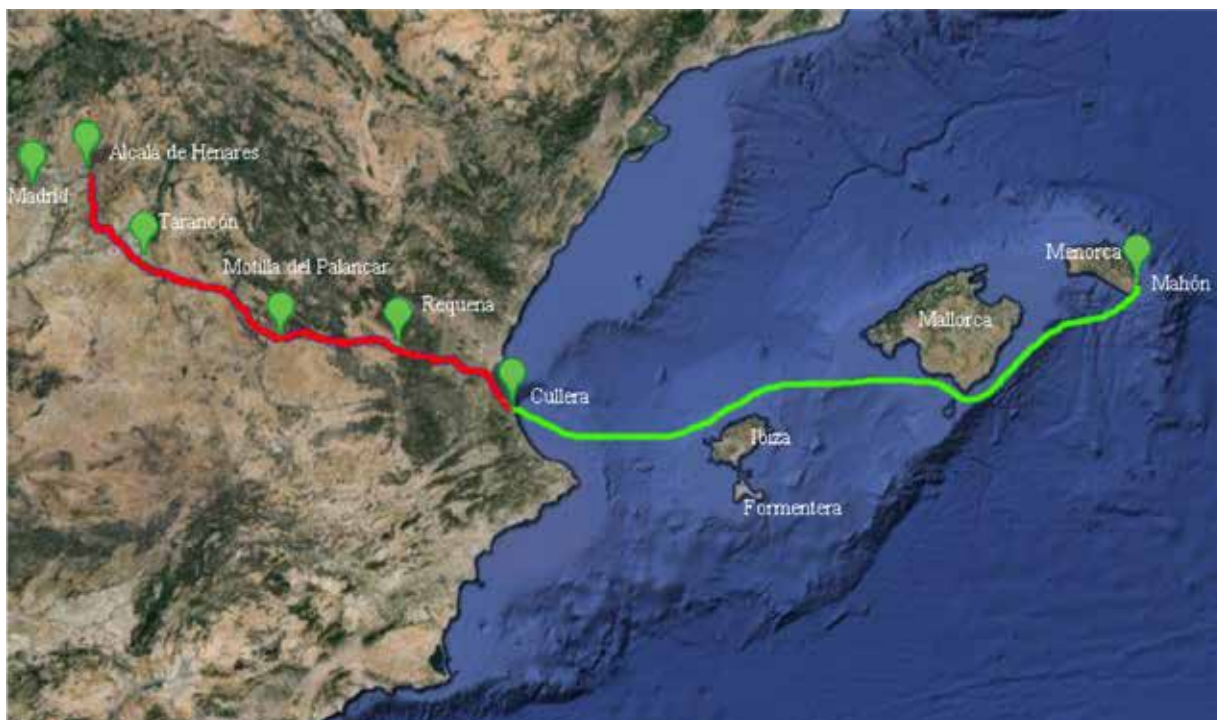 Alcalá de Henares
Madrid
Tarancón
Motilla del Palancar
Requena
Cullera
Menorca
Mahón
Mallorca
Ibiza
Formentera